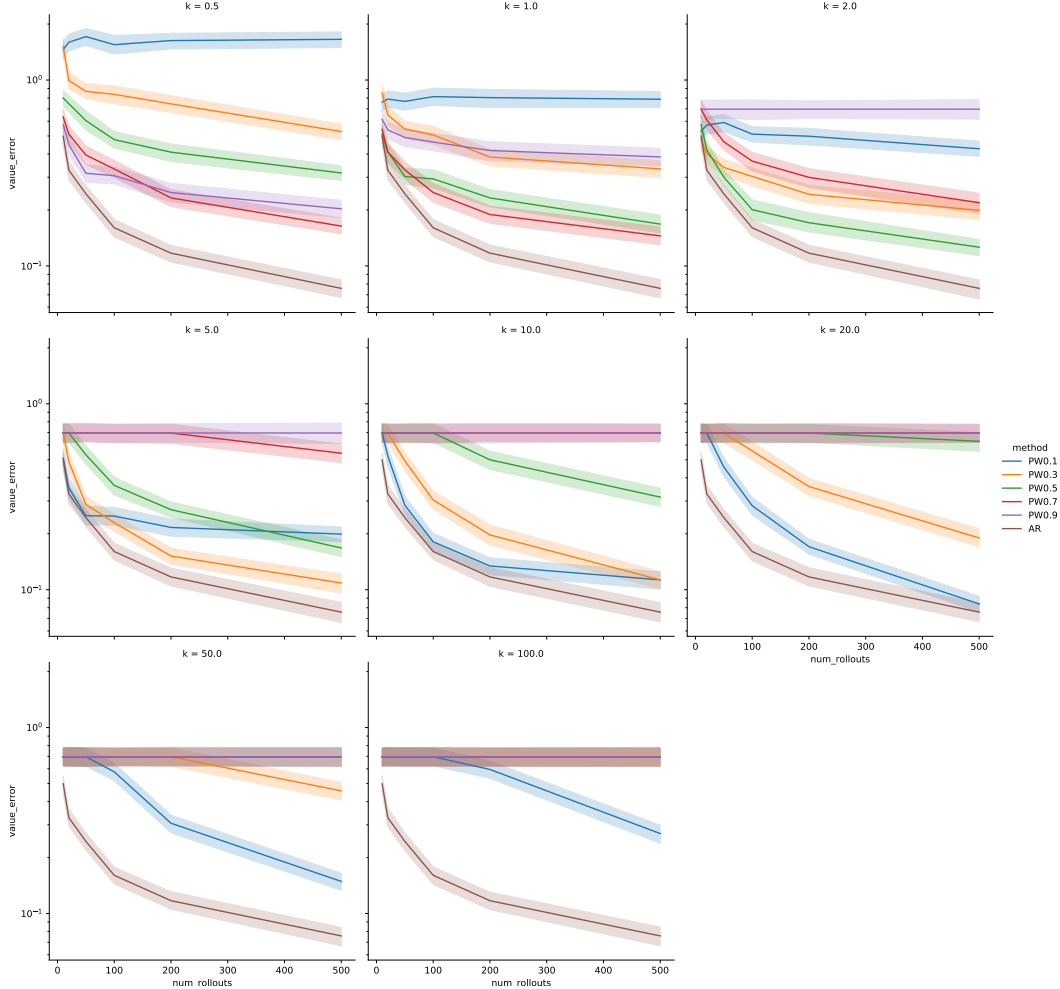 k = 0.5
k = 1.0
k = 2.0
10⁰
10⁻¹
value_error
k = 5.0
k = 10.0
k = 20.0
10⁰
10⁻¹
value_error
0
100
200
300
400
500
num_rollouts
method
PW0.1
PW0.3
PW0.5
PW0.7
PW0.9
AR
k = 50.0
k = 100.0
10⁰
10⁻¹
value_error
0
100
200
300
400
500
num_rollouts
0
100
200
300
400
500
num_rollouts